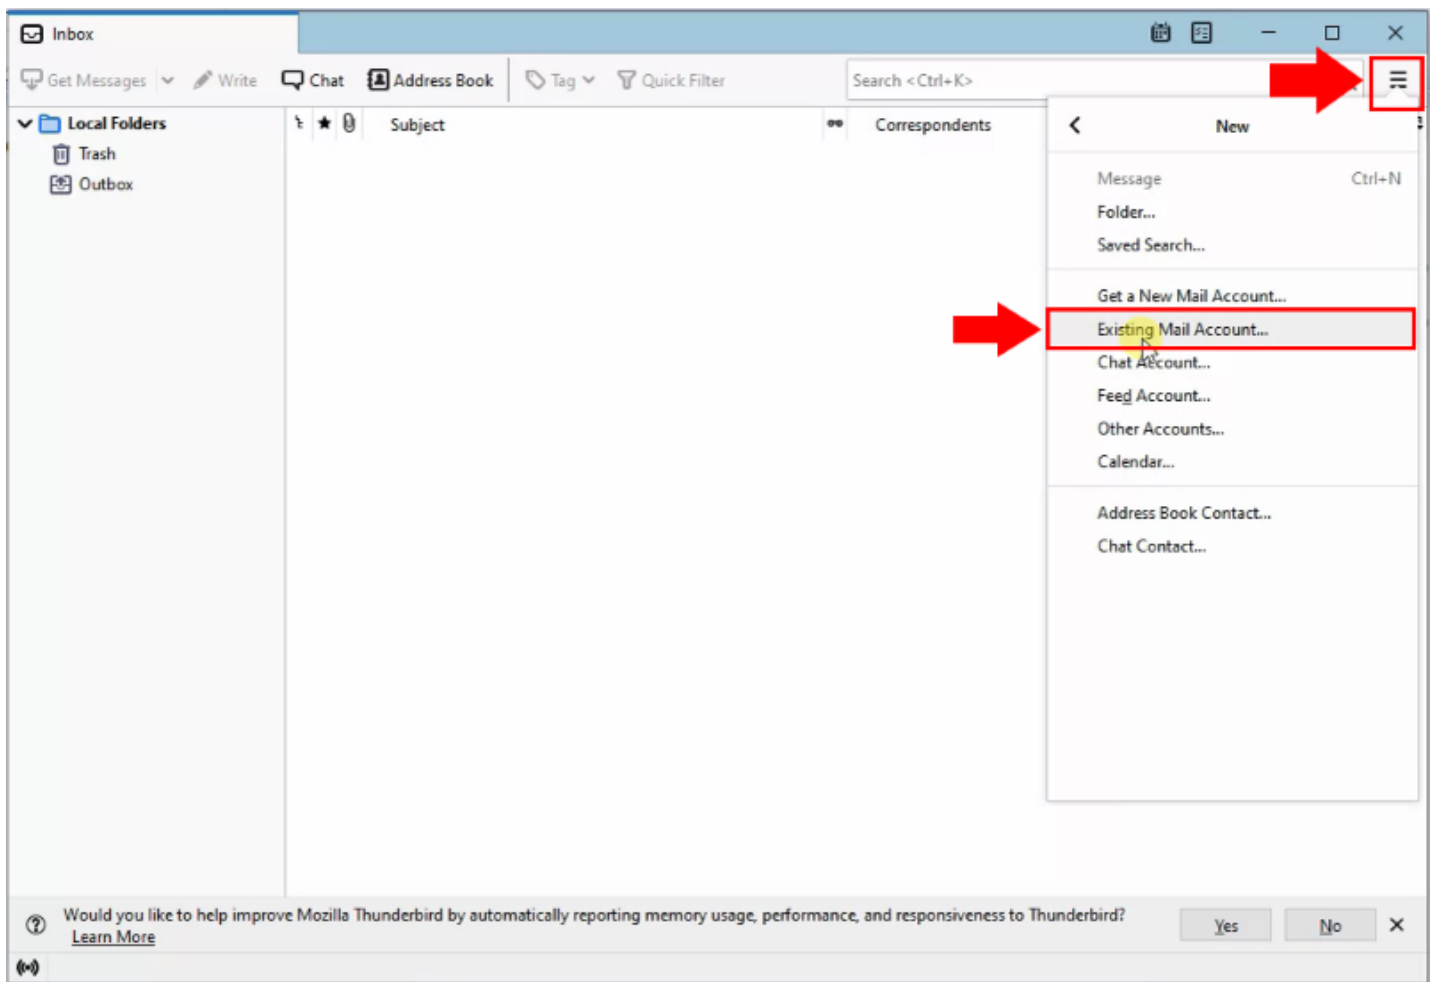 Inbox
Get Messages Write Chat Address Book Tag Quick Filter Search <Ctrl+K>
Local Folders
Trash
Outbox
Subject Correspondents
New
Message Ctrl+N
Folder...
Saved Search...
Get a New Mail Account...
Existing Mail Account...
Chat Account...
Feed Account...
Other Accounts...
Calendar...
Address Book Contact...
Chat Contact...
Would you like to help improve Mozilla Thunderbird by automatically reporting memory usage, performance, and responsiveness to Thunderbird?
Learn More
Yes No